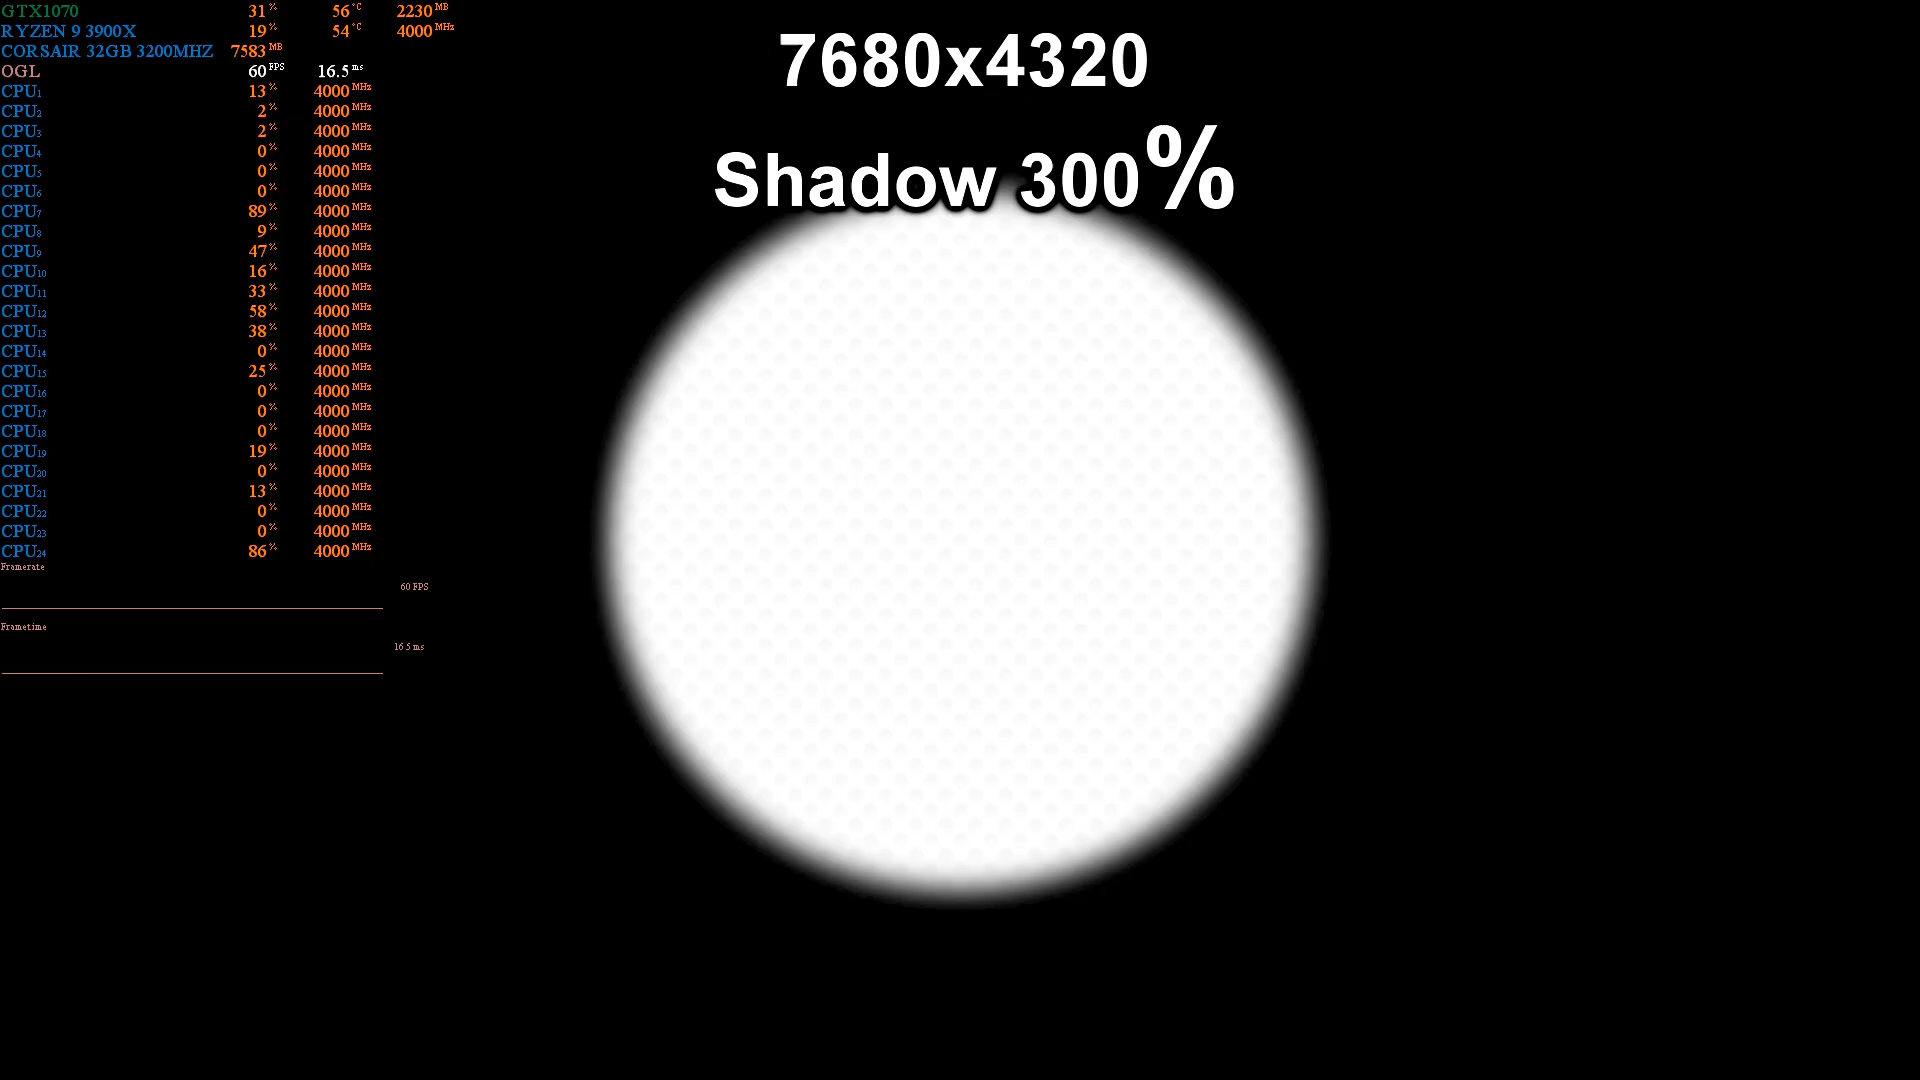 GTX1070 31 % 56 °C 2230 MB
RYZEN 9 3900X 19 % 54 °C 4000 MHz
CORSAIR 32GB 3200MHZ 7583 MB
OGL 60 FPS 16.5 ms
CPU1 13 % 4000 MHz
CPU2 2 % 4000 MHz
CPU3 2 % 4000 MHz
CPU4 0 % 4000 MHz
CPU5 0 % 4000 MHz
CPU6 0 % 4000 MHz
CPU7 89 % 4000 MHz
CPU8 9 % 4000 MHz
CPU9 47 % 4000 MHz
CPU10 16 % 4000 MHz
CPU11 33 % 4000 MHz
CPU12 58 % 4000 MHz
CPU13 38 % 4000 MHz
CPU14 0 % 4000 MHz
CPU15 25 % 4000 MHz
CPU16 0 % 4000 MHz
CPU17 0 % 4000 MHz
CPU18 0 % 4000 MHz
CPU19 19 % 4000 MHz
CPU20 0 % 4000 MHz
CPU21 13 % 4000 MHz
CPU22 0 % 4000 MHz
CPU23 0 % 4000 MHz
CPU24 86 % 4000 MHz
Framerate
60 FPS
Frametime
16.5 ms
7680x4320
Shadow 300%